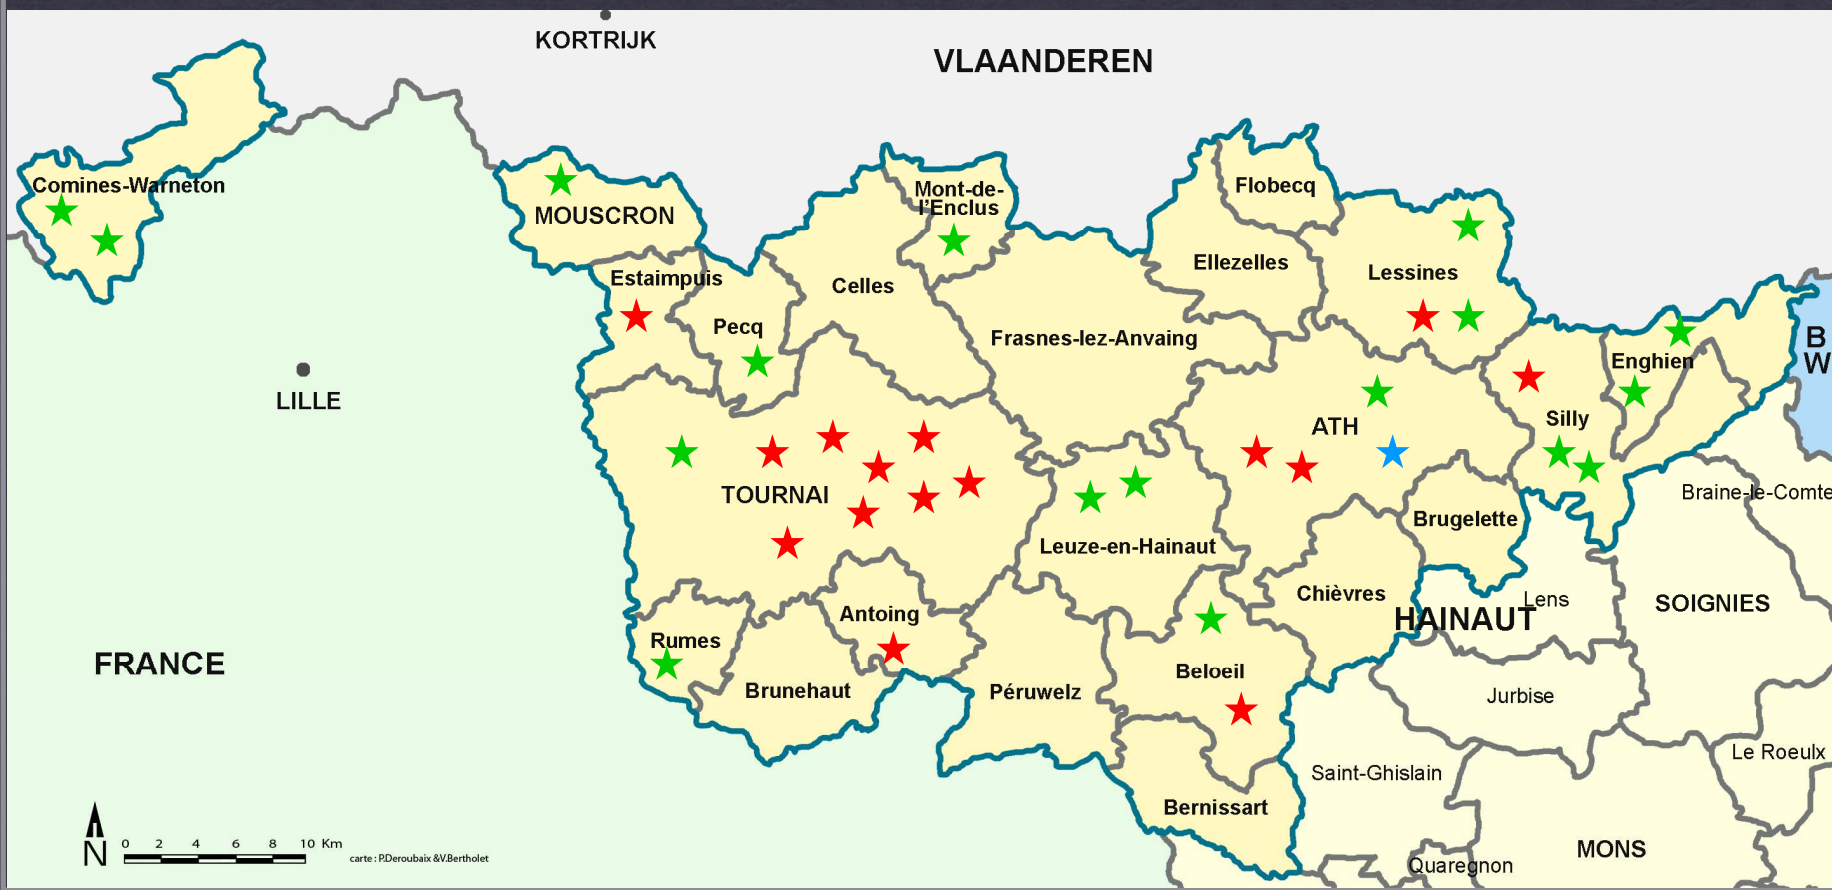 KORTRIJK
VLAANDEREN
Comines-Warneton
MOUSCRON
Mont-de-
l'Enclus
Flobecq
Estaimpuis
Celles
Ellezelles
Lessines
Pecq
Frasnes-lez-Anvaing
B
W
Enghien
LILLE
ATH
Silly
TOURNAI
Braine-le-Comte
Brugelette
Leuze-en-Hainaut
Chièvres
Lens
HAINAUT
SOIGNIES
Antoing
Rumes
FRANCE
Brunehaut
Péruwelz
Beloeil
Jurbise
Le Roeulx
Saint-Ghislain
Bernissart
MONS
Quaregnon
N
0 2 4 6 8 10 Km
carte : P.Deroubaix &V.Bertholet